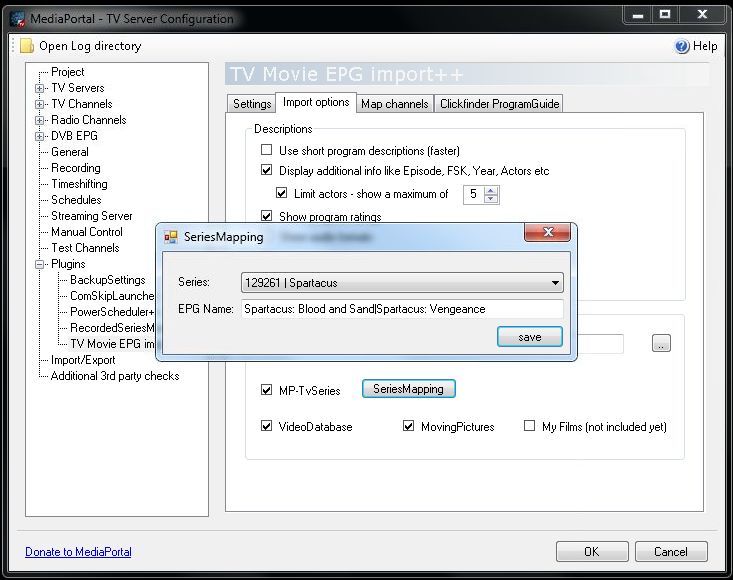 MediaPortal - TV Server Configuration
Open Log directory
Help
Project
TV Servers
TV Channels
Radio Channels
DVB EPG
General
Recording
Timeshifting
Schedules
Streaming Server
Manual Control
Test Channels
Plugins
BackupSettings
ComSkipLaunche
PowerScheduler+
RecordedSeriesM
TV Movie EPG im
Import/Export
Additional 3rd party checks
TV Movie EPG import++
Settings
Import options
Map channels
Clickfinder ProgramGuide
Descriptions
Use short program descriptions (faster)
Display additional info like Episode, FSK, Year, Actors etc
Limit actors - show a maximum of 5
Show program ratings
SeriesMapping
Series: 129261 | Spartacus
EPG Name: Spartacus: Blood and Sand|Spartacus: Vengeance
save
..
MP-TvSeries
SeriesMapping
VideoDatabase
MovingPictures
My Films (not included yet)
Donate to MediaPortal
OK
Cancel